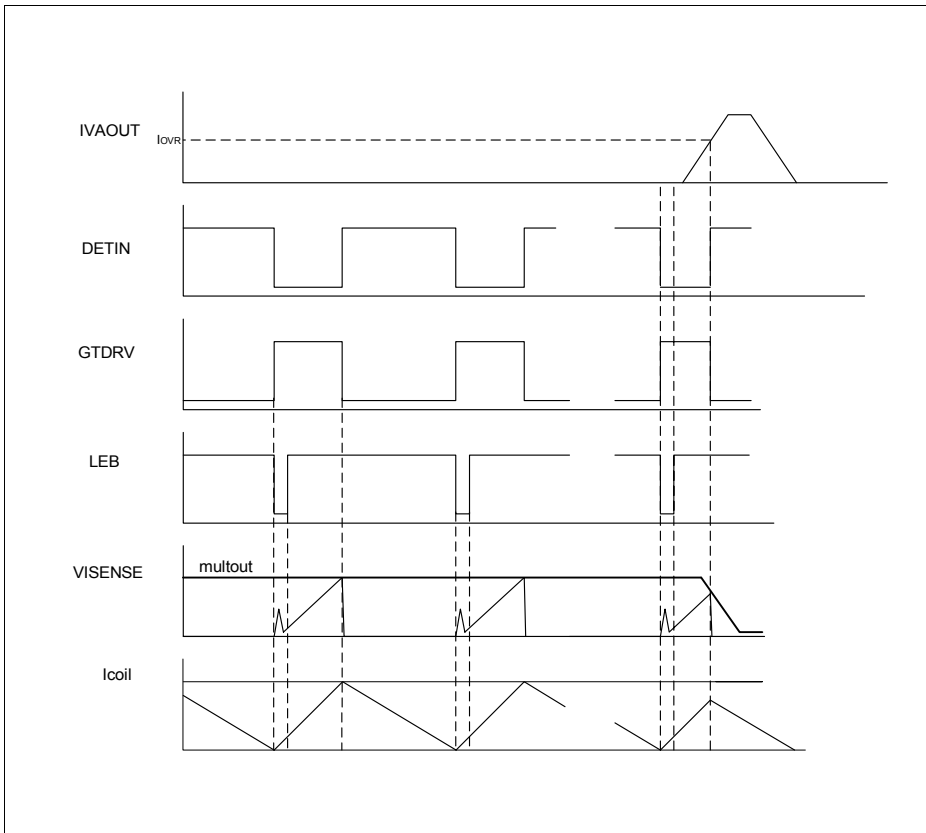 IVAOUT
IOVR
DETIN
GTDRV
LEB
VISENSE
multout
Icoil